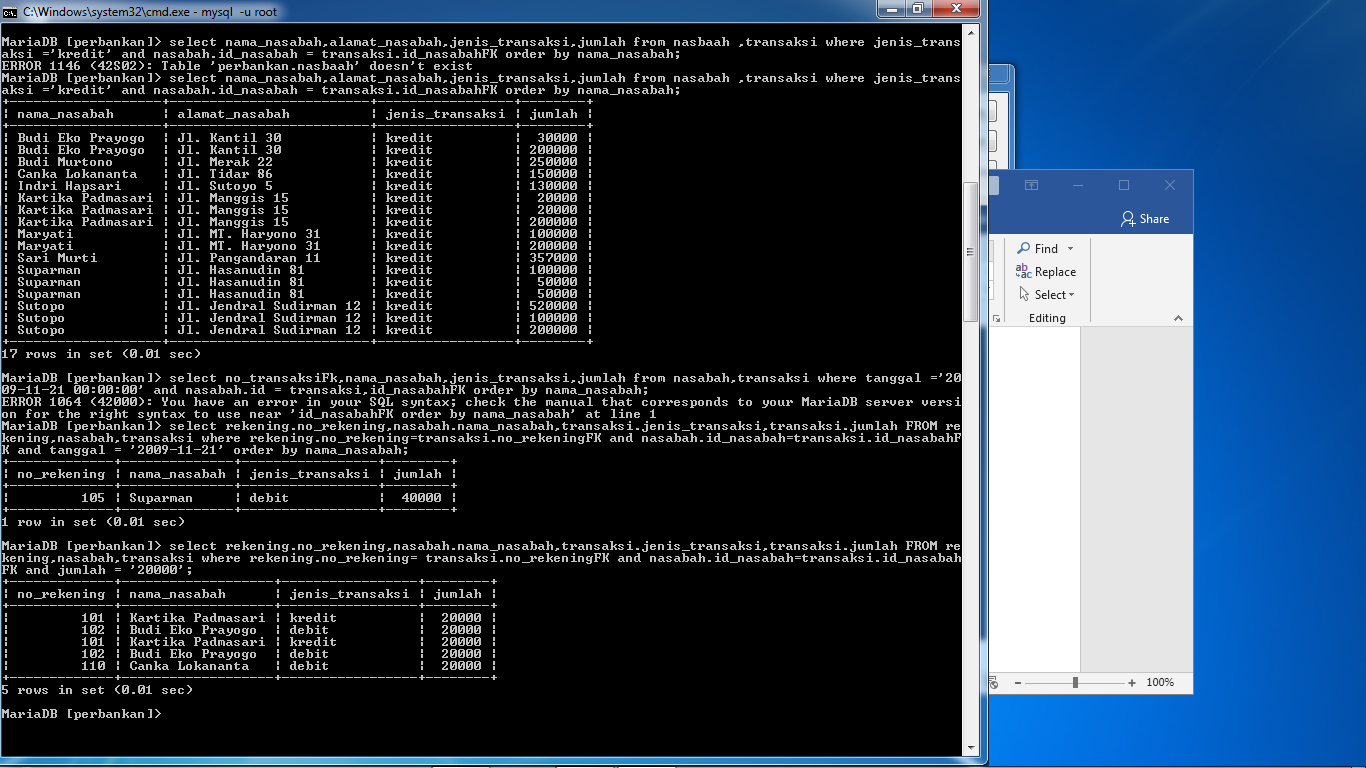 C:\Windows\system32\cmd.exe - mysql -u root
MariaDB [perbankan]> select nama_nasabah,alamat_nasabah,jenis_transaksi,jumlah from nasbaah ,transaksi where jenis_trans
aksi ='kredit' and nasabah.id_nasabah = transaksi.id_nasabahFK order by nama_nasabah;
ERROR 1146 (42S02): Table 'perbankan.nasbaah' doesn't exist
MariaDB [perbankan]> select nama_nasabah,alamat_nasabah,jenis_transaksi,jumlah from nasabah ,transaksi where jenis_trans
aksi ='kredit' and nasabah.id_nasabah = transaksi.id_nasabahFK order by nama_nasabah;
| nama_nasabah | alamat_nasabah | jenis_transaksi | jumlah |
| Budi Eko Prayogo | Jl. Kantil 30 | kredit | 30000 |
| Budi Eko Prayogo | Jl. Kantil 30 | kredit | 200000 |
| Budi Murtono | Jl. Merak 22 | kredit | 250000 |
| Canka Lokananta | Jl. Tidar 86 | kredit | 150000 |
| Indri Hapsari | Jl. Sutoyo 5 | kredit | 130000 |
| Kartika Padmasari | Jl. Manggis 15 | kredit | 20000 |
| Kartika Padmasari | Jl. Manggis 15 | kredit | 20000 |
| Kartika Padmasari | Jl. Manggis 15 | kredit | 200000 |
| Maryati | Jl. MT. Haryono 31 | kredit | 100000 |
| Maryati | Jl. MT. Haryono 31 | kredit | 200000 |
| Sari Murti | Jl. Pangandaran 11 | kredit | 357000 |
| Suparman | Jl. Hasanudin 81 | kredit | 100000 |
| Suparman | Jl. Hasanudin 81 | kredit | 50000 |
| Suparman | Jl. Hasanudin 81 | kredit | 50000 |
| Sutopo | Jl. Jendral Sudirman 12 | kredit | 520000 |
| Sutopo | Jl. Jendral Sudirman 12 | kredit | 100000 |
| Sutopo | Jl. Jendral Sudirman 12 | kredit | 200000 |
17 rows in set (0.01 sec)
MariaDB [perbankan]> select no_transaksiFk,nama_nasabah,jenis_transaksi,jumlah from nasabah,transaksi where tanggal ='20
09-11-21 00:00:00' and nasabah.id = transaksi,id_nasabahFK order by nama_nasabah;
ERROR 1064 (42000): You have an error in your SQL syntax; check the manual that corresponds to your MariaDB server versi
on for the right syntax to use near 'id_nasabahFK order by nama_nasabah' at line 1
MariaDB [perbankan]> select rekening.no_rekening,nasabah.nama_nasabah,transaksi.jenis_transaksi,transaksi.jumlah FROM re
kening,nasabah,transaksi where rekening.no_rekening=transaksi.no_rekeningFK and nasabah.id_nasabah=transaksi.id_nasabahF
K and tanggal = '2009-11-21' order by nama_nasabah;
| no_rekening | nama_nasabah | jenis_transaksi | jumlah |
| 105 | Suparman | debit | 40000 |
1 row in set (0.01 sec)
MariaDB [perbankan]> select rekening.no_rekening,nasabah.nama_nasabah,transaksi.jenis_transaksi,transaksi.jumlah FROM re
kening,nasabah,transaksi where rekening.no_rekening= transaksi.no_rekeningFK and nasabah.id_nasabah=transaksi.id_nasabah
FK and jumlah = '20000';
| no_rekening | nama_nasabah | jenis_transaksi | jumlah |
| 101 | Kartika Padmasari | kredit | 20000 |
| 102 | Budi Eko Prayogo | debit | 20000 |
| 101 | Kartika Padmasari | kredit | 20000 |
| 102 | Budi Eko Prayogo | debit | 20000 |
| 110 | Canka Lokananta | debit | 20000 |
5 rows in set (0.01 sec)
MariaDB [perbankan]>
Share
Find
Replace
Select
Editing
100%